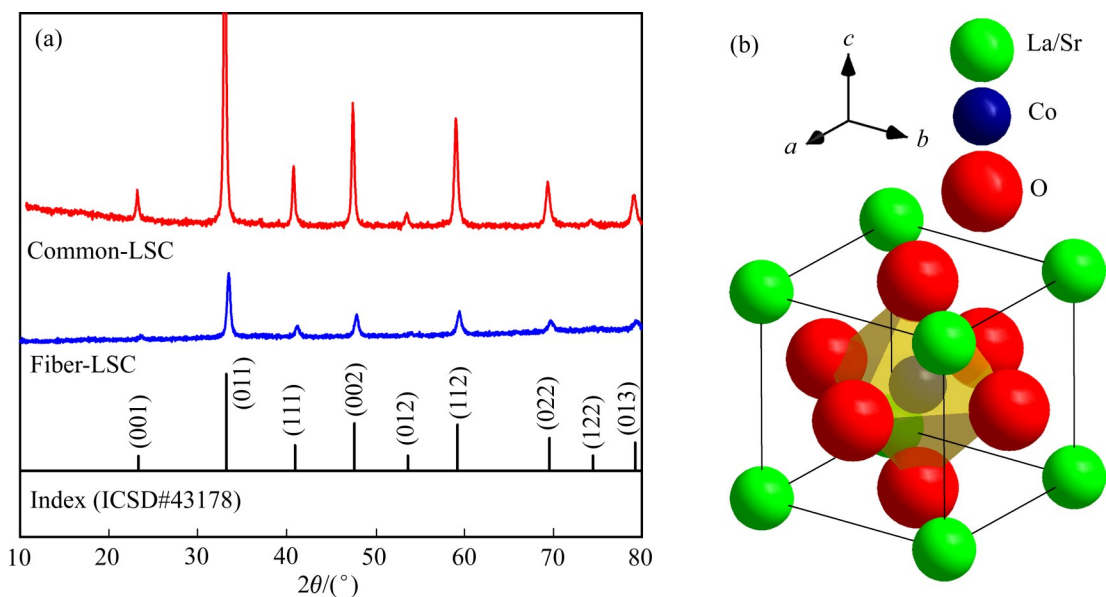 (a)
Common-LSC
Fiber-LSC
(001)
(011)
(111)
(002)
(012)
(112)
(022)
(122)
(013)
Index (ICSD#43178)
10 20 30 40 50 60 70 80
2θ/(°)
(b)
c
a
b
La/Sr
Co
O